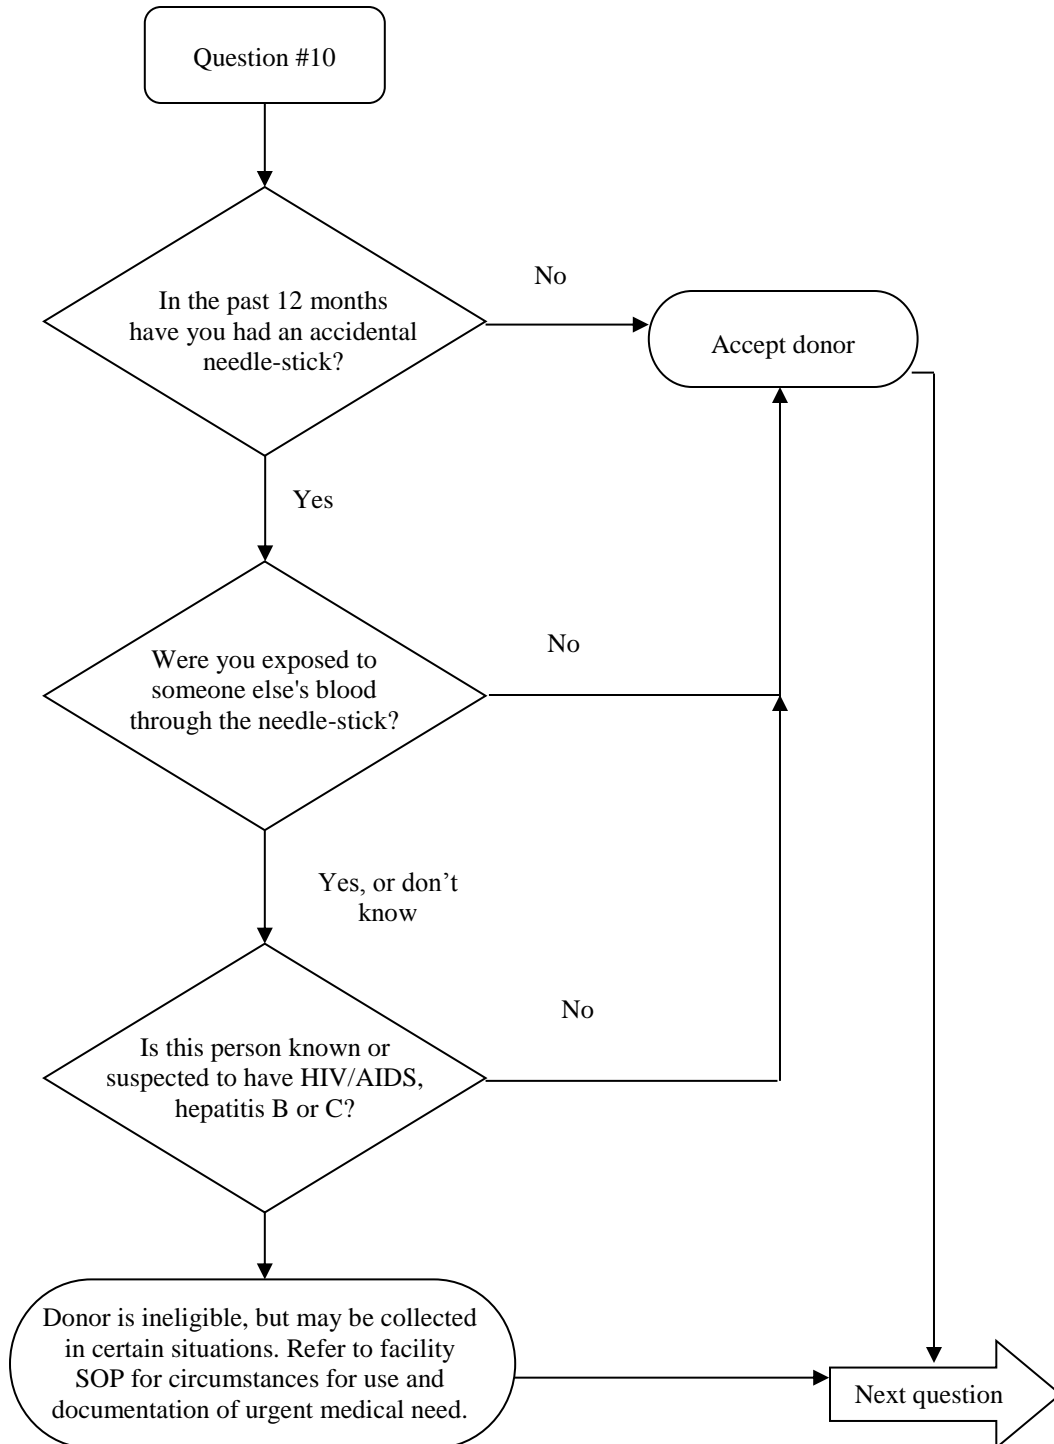 Question #10
In the past 12 months
have you had an accidental
needle-stick?
No
Accept donor
Yes
Were you exposed to
someone else's blood
through the needle-stick?
No
Yes, or don’t
know
Is this person known or
suspected to have HIV/AIDS,
hepatitis B or C?
No
Donor is ineligible, but may be collected
in certain situations. Refer to facility
SOP for circumstances for use and
documentation of urgent medical need.
Next question